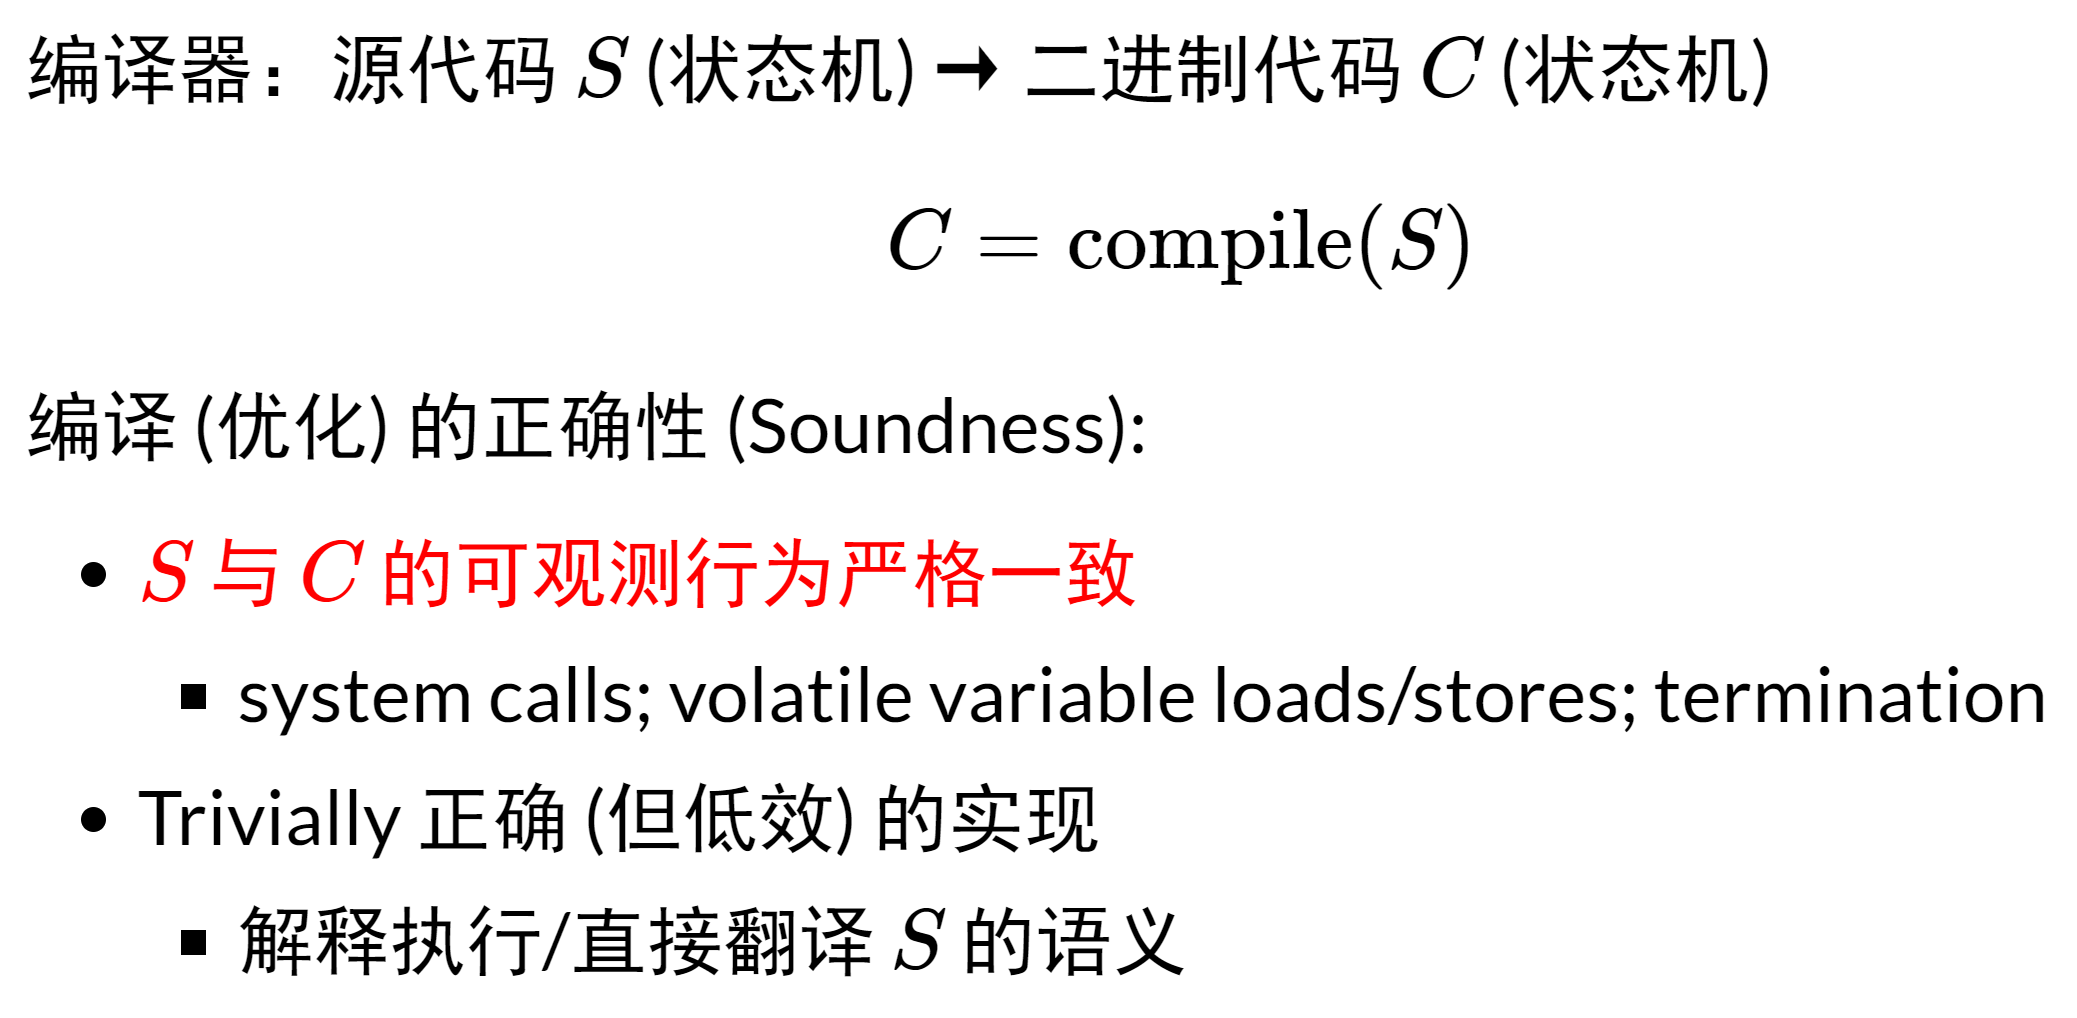 编译器：源代码 S (状态机) → 二进制代码 C (状态机)
C = compile(S)
编译 (优化) 的正确性 (Soundness):
• S 与 C 的可观测行为严格一致
▪ system calls; volatile variable loads/stores; termination
• Trivially 正确 (但低效) 的实现
▪ 解释执行/直接翻译 S 的语义